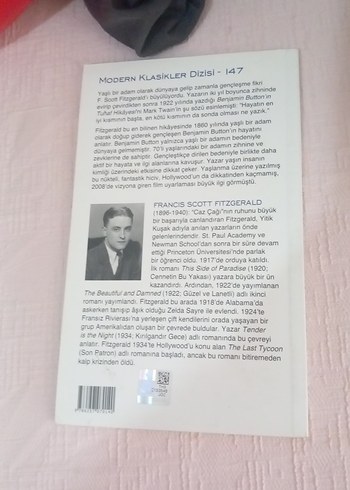 MODERN KLASİKLER DİZİSİ - 147
Yaşlı bir adam olarak dünyaya gelip zamanla gençleşme fikri
F. Scott Fitzgerald'ı büyülüyordu. Yazarın iki yıl boyunca zihninde
evirip çevirdikten sonra 1922 yılında yazdığı Benjamin Button'ın
Tuhaf Hikâyesi'ni Mark Twain'in şu sözü esinlemişti: "Hayatın en
iyi kısmının başta, en kötü kısmının da sonda olması ne yazık."
Fitzgerald bu en bilinen hikâyesinde 1860 yılında yaşlı bir adam
olarak doğup giderek gençleşen Benjamin Button'ın hayatını
anlatır. Benjamin Button yalnızca yaşlı bir adamın bedeniyle
dünyaya gelmemiştir. 70'li yaşlarındaki bir adamın zihnine ve
zevklerine de sahiptir. Gençleştikçe dinilen bedeniyle birlikte daha
aktif bir hayata ve ilgi alanlarına kavuşur. Yazar yaşın insanın
kimliği üzerindeki etkisine dikkat çeker. Yaşlanma üzerine yazılmış
bu nükteli, fantastik hiciv, Hollywood'un da dikkatinden kaçmamış,
2008'de vizyona giren film uyarlaması büyük ilgi görmüştü.
FRANCIS SCOTT FITZGERALD
(1896-1940): "Caz Çağı"nın ruhunu büyük
bir başarıyla canlandıran Fitzgerald, Yitik
Kuşak adıyla anılan yazarların önde
gelenlerindendir. St. Paul Academy ve
Newman School'dan sonra bir süre devam
ettiği Princeton Üniversitesi'nde parlak
bir öğrenci oldu. 1917'de orduya katıldı.
İlk romanı This Side of Paradise (1920;
Cennetin Bu Yakası) yazara büyük bir ün
kazandırdı. Ardından, 1922'de yayımlanan
The Beautiful and Damned (1922; Güzel ve Lanetli) adlı ikinci
romanı yayımlandı. Fitzgerald bu arada 1918'de Alabama'da
askerken tanışıp âşık olduğu Zelda Sayre ile evlendi. 1924'te
Fransız Rivierası'na yerleşen çift kendilerini orada yaşayan bir
grup Amerikalıdan oluşan bir çevrede buldular. Yazar Tender
is the Night (1934; Kırılgandır Gece) adlı romanında bu çevreyi
anlatır. Fitzgerald 1934'te Hollywood'u konu alan The Last Tycoon
(Son Patron) adlı romanına başladı, ancak bu romanı bitiremeden
kalp krizinden öldü.